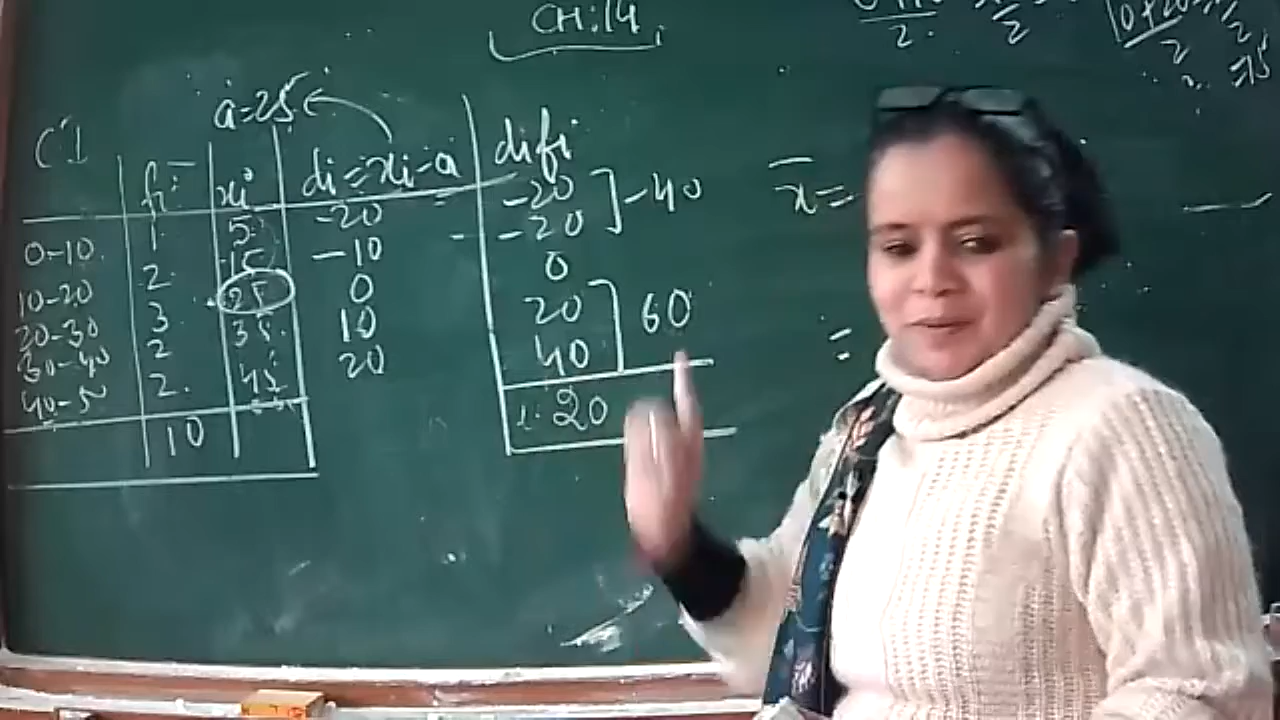 CH:14
a=25
CI fi xi di=xi-a difi
0-10 1 5 -20 -20
10-20 2 15 -10 -20
20-30 3 25 0 0
30-40 2 35 10 20
40-50 2 45 20 40
10 20
-40
60
x̄=
=